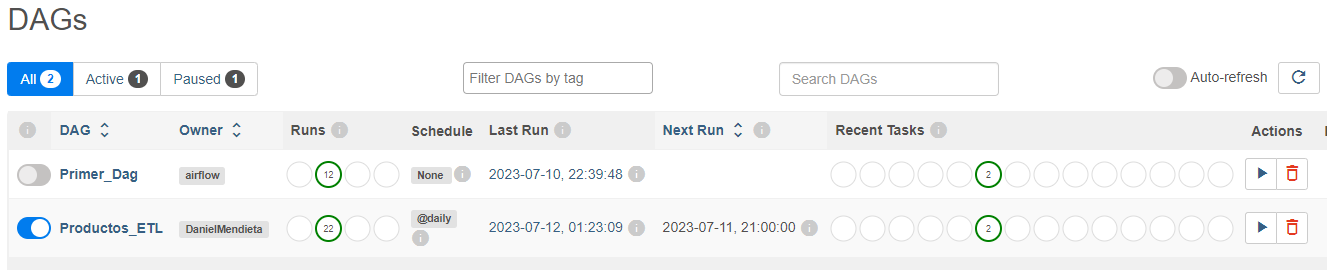 DAGs
All 2 Active 1 Paused 1 Filter DAGs by tag Search DAGs Auto-refresh
DAG Owner Runs Schedule Last Run Next Run Recent Tasks Actions
Primer_Dag airflow 12 None 2023-07-10, 22:39:48 2
Productos_ETL DanielMendieta 22 @daily 2023-07-12, 01:23:09 2023-07-11, 21:00:00 2